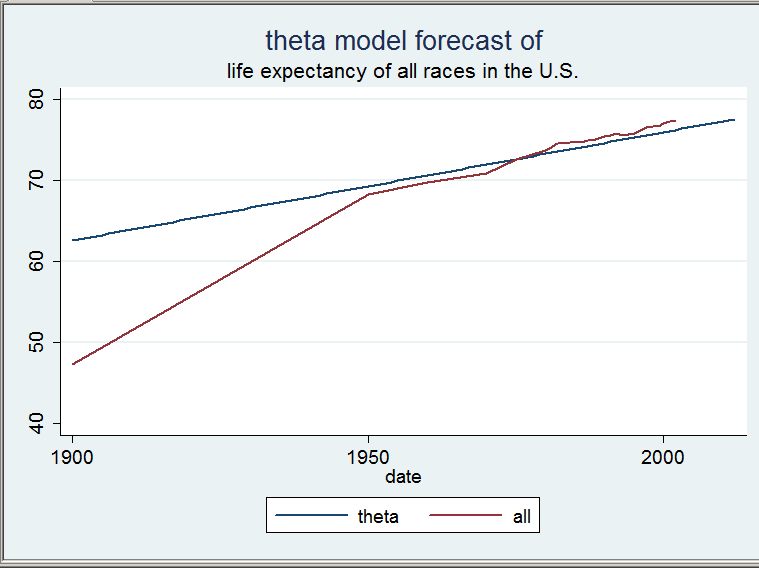 theta model forecast of
life expectancy of all races in the U.S.
80
70
60
50
40
1900 1950 2000
date
theta all